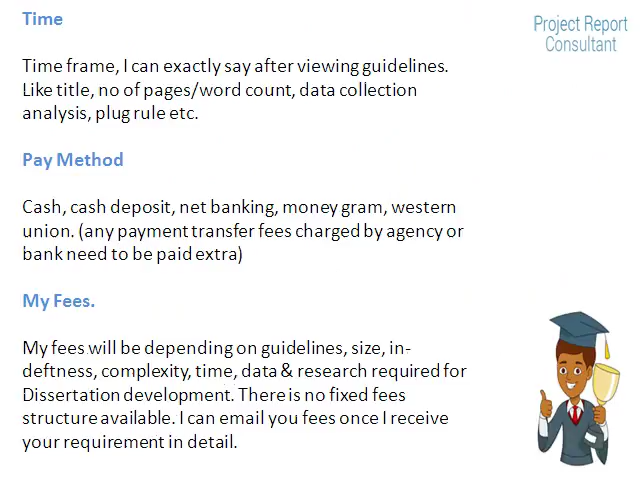 Time
Project Report
Consultant
Time frame, I can exactly say after viewing guidelines.
Like title, no of pages/word count, data collection
analysis, plug rule etc.
Pay Method
Cash, cash deposit, net banking, money gram, western
union. (any payment transfer fees charged by agency or
bank need to be paid extra)
My Fees.
My fees will be depending on guidelines, size, in-
deftness, complexity, time, data & research required for
Dissertation development. There is no fixed fees
structure available. I can email you fees once I receive
your requirement in detail.